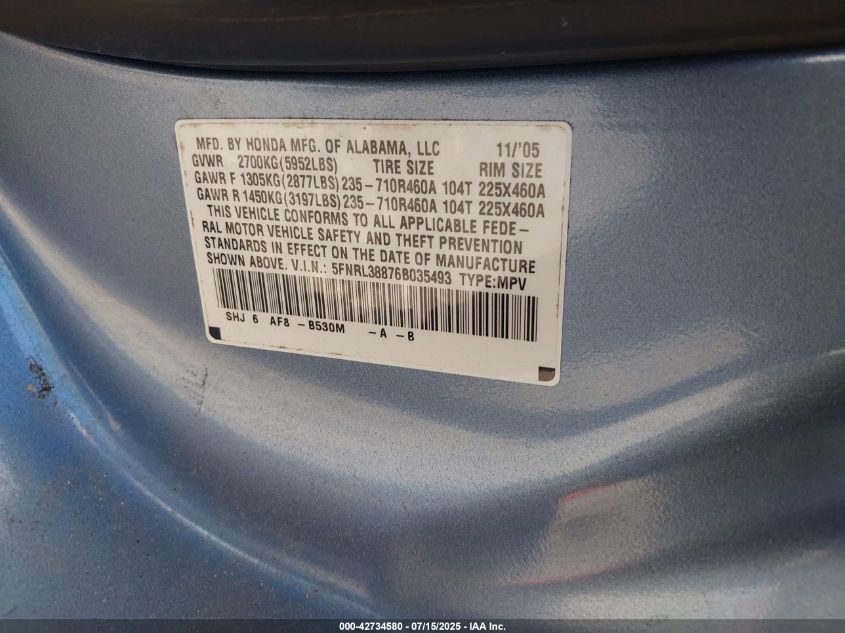 MFD. BY HONDA MFG. OF ALABAMA, LLC 11/'05
GVWR 2700KG(5952LBS) TIRE SIZE RIM SIZE
GAWR F 1305KG(2877LBS) 235-710R460A 104T 225X460A
GAWR R 1450KG(3197LBS) 235-710R460A 104T 225X460A
THIS VEHICLE CONFORMS TO ALL APPLICABLE FEDE-
RAL MOTOR VEHICLE SAFETY AND THEFT PREVENTION
STANDARDS IN EFFECT ON THE DATE OF MANUFACTURE
SHOWN ABOVE. V.I.N.: 5FNRL38876B035493 TYPE:MPV
SHJ 6 AF8 -B530M -A -B
000-42734580 - 07/15/2025 - IAA Inc.